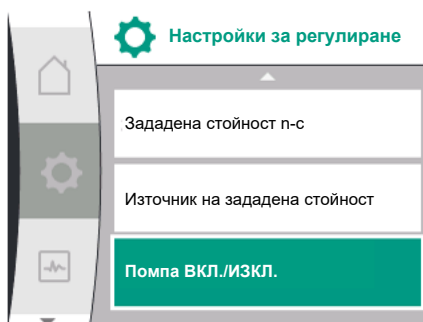 Настройки за регулиране
Зададена стойност n-c
Източник на зададена стойност
Помпа ВКЛ./ИЗКЛ.